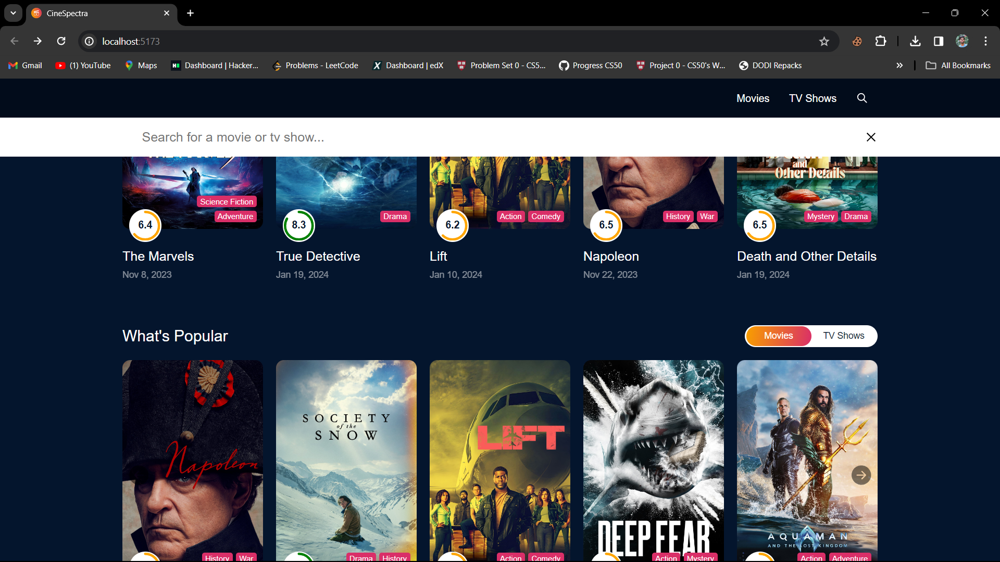 CineSpectra
localhost:5173
Gmail
(1) YouTube
Maps
Dashboard | Hacker...
Problems - LeetCode
Dashboard | edX
Problem Set 0 - CS5...
Progress CS50
Project 0 - CS50's W...
DODI Repacks
All Bookmarks
Movies
TV Shows
Search for a movie or tv show...
and
Other Details
Science Fiction
Adventure
Drama
Action
Comedy
History
War
Mystery
Drama
6.4
8.3
6.2
6.5
6.5
The Marvels
True Detective
Lift
Napoleon
Death and Other Details
Nov 8, 2023
Jan 19, 2024
Jan 10, 2024
Nov 22, 2023
Jan 19, 2024
What's Popular
Movies
TV Shows
Napoleon
SOCIETY
of the
SNOW
LIFT
DEEP FEAR
AQUAMAN
AND THE LOST KINGDOM
History
War
Drama
History
Action
Comedy
Action
Mystery
Action
Adventure